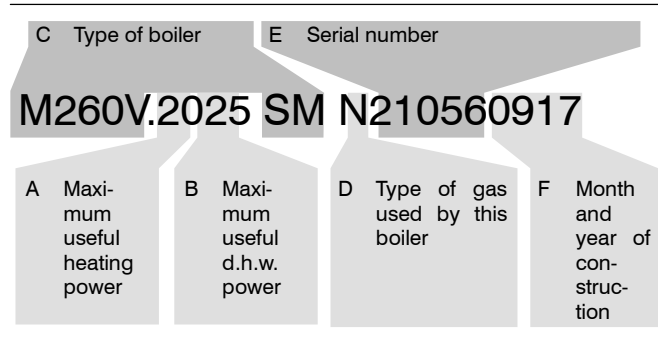 C Type of boiler E Serial number
M260V.2025 SM N210560917
A Maxi-
mum
useful
heating
power
B Maxi-
mum
useful
d.h.w.
power
D Type of gas
used by this
boiler
F Month
and
year of
con-
struc-
tion